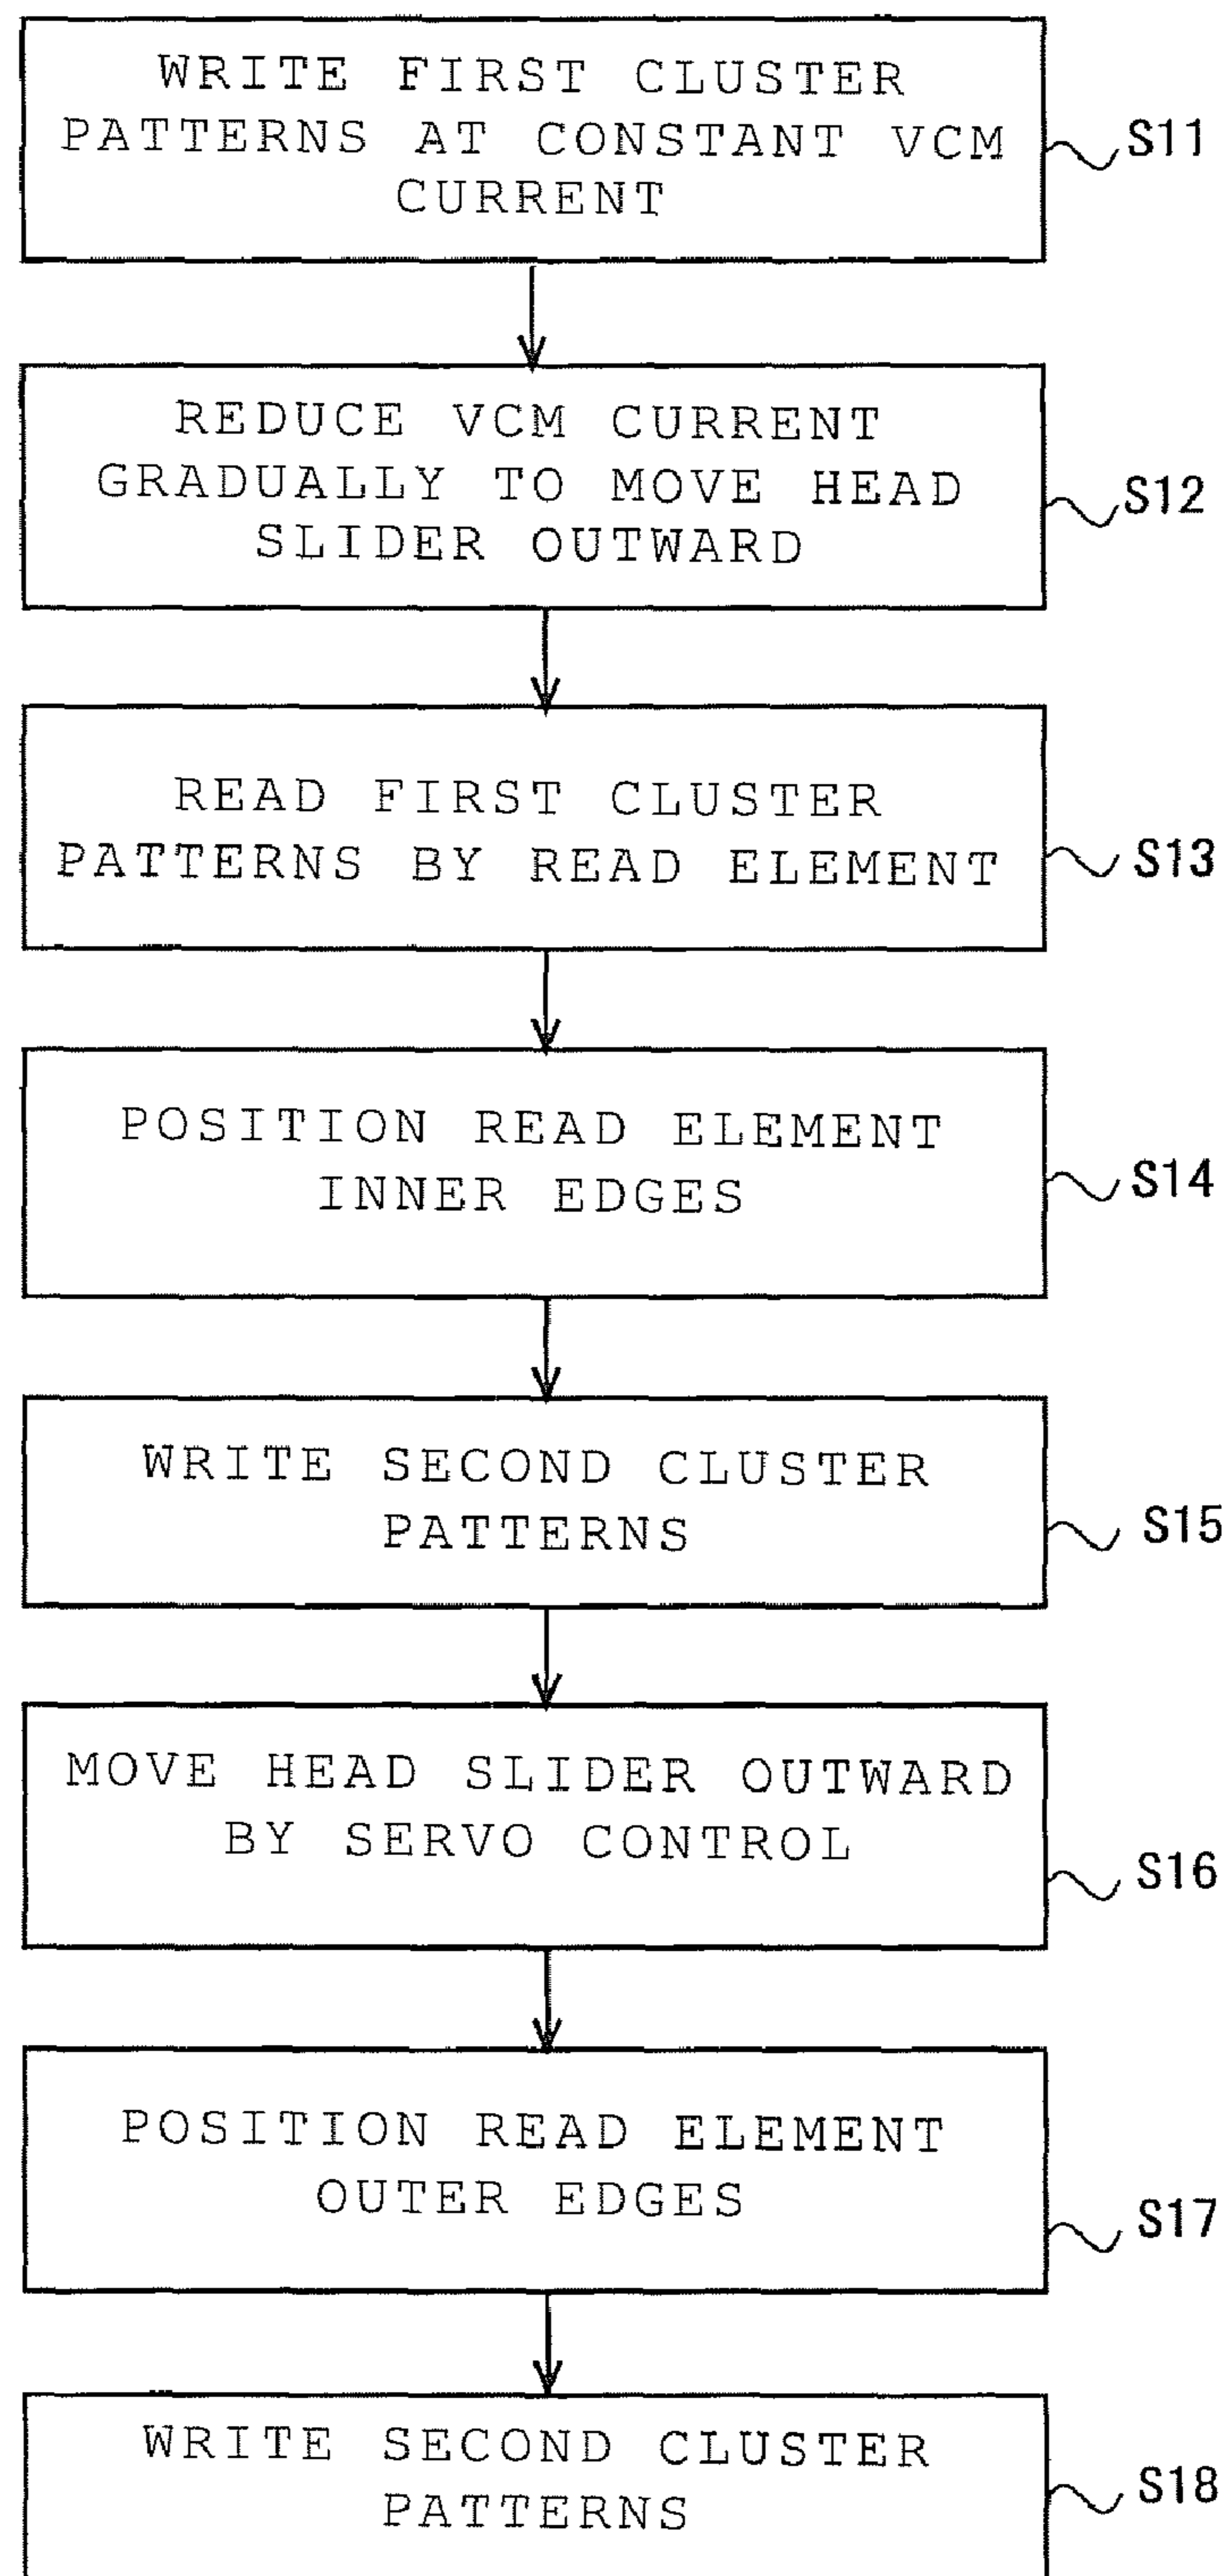 WRITE FIRST CLUSTER
PATTERNS AT CONSTANT VCM
CURRENT
S11
REDUCE VCM CURRENT
GRADUALLY TO MOVE HEAD
SLIDER OUTWARD
S12
READ FIRST CLUSTER
PATTERNS BY READ ELEMENT
S13
POSITION READ ELEMENT
INNER EDGES
S14
WRITE SECOND CLUSTER
PATTERNS
S15
MOVE HEAD SLIDER OUTWARD
BY SERVO CONTROL
S16
POSITION READ ELEMENT
OUTER EDGES
S17
WRITE SECOND CLUSTER
PATTERNS
S18